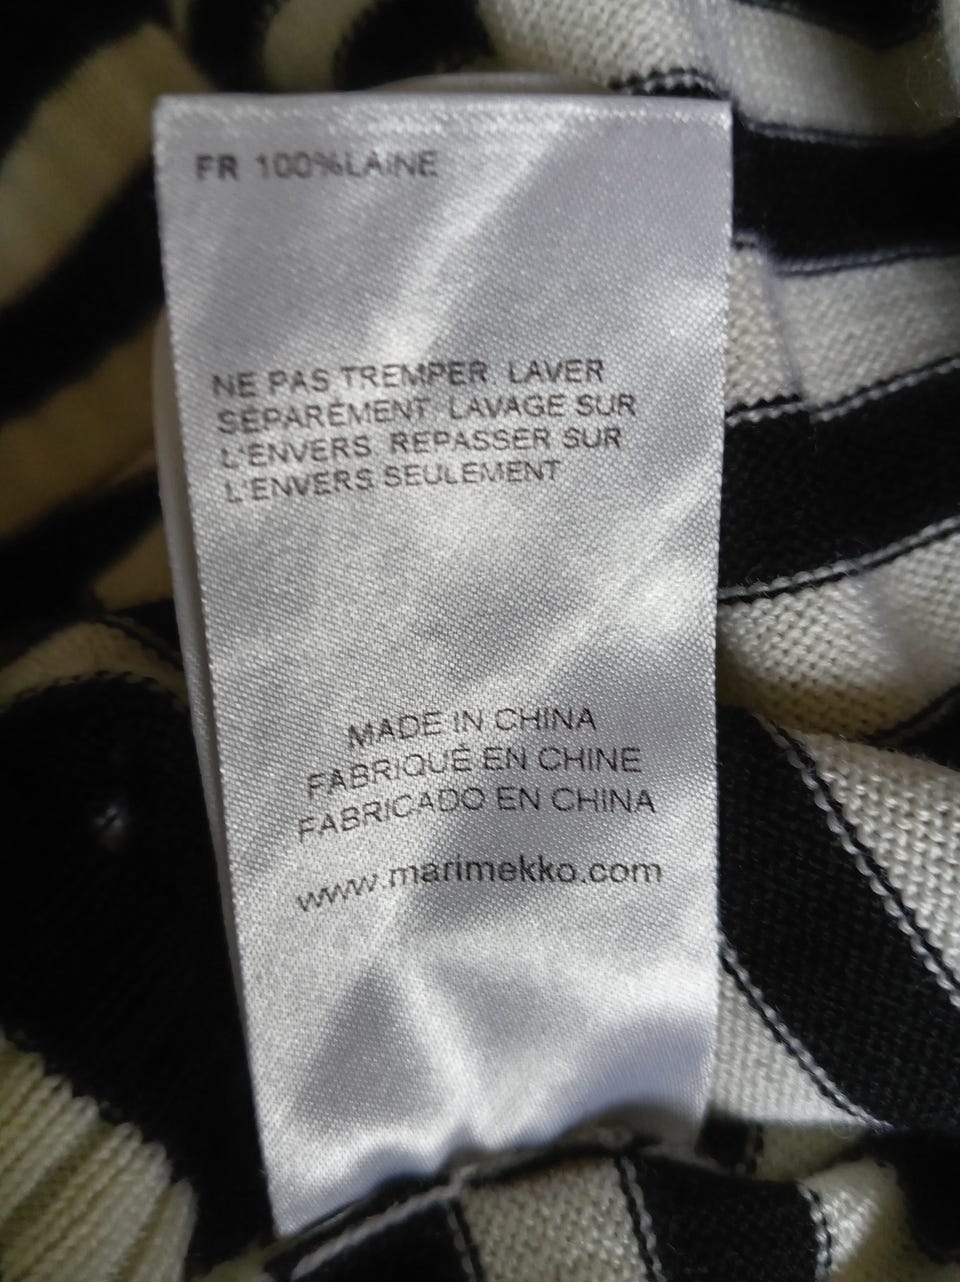 FR 100%LAINE
NE PAS TREMPER. LAVER
SÉPARÉMENT. LAVAGE SUR
L'ENVERS. REPASSER SUR
L'ENVERS SEULEMENT
MADE IN CHINA
FABRIQUÉ EN CHINE
FABRICADO EN CHINA
www.marimekko.com